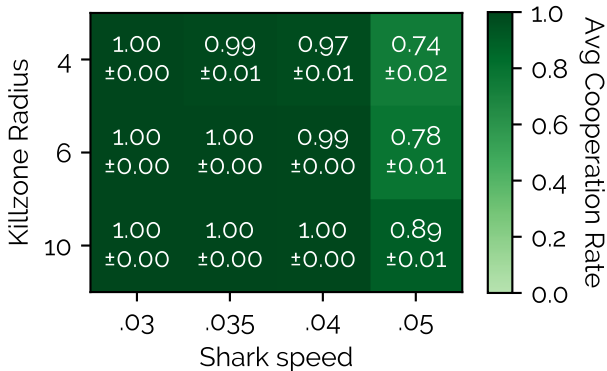 1.00 0.99 0.97 0.74
±0.00 ±0.01 ±0.01 ±0.02
1.00 1.00 0.99 0.78
±0.00 ±0.00 ±0.00 ±0.01
1.00 1.00 1.00 0.89
±0.00 ±0.00 ±0.00 ±0.01
4
6
10
Killzone Radius
.03 .035 .04 .05
Shark speed
1.0
0.8
0.6
0.4
0.2
0.0
Avg Cooperation Rate